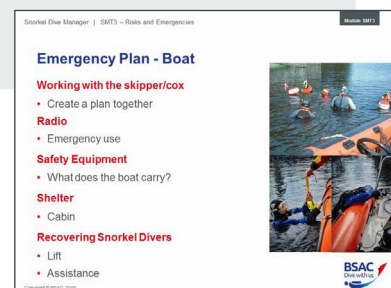 Snorkel Dive Manager | SMT3 – Risks and Emergencies
Module SMT3
Emergency Plan - Boat
Working with the skipper/cox
• Create a plan together
Radio
• Emergency use
Safety Equipment
• What does the boat carry?
Shelter
• Cabin
Recovering Snorkel Divers
• Lift
• Assistance
BSAC
Dive with us